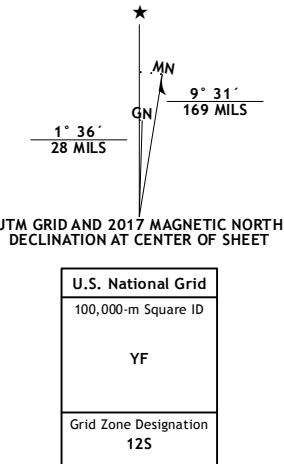 ★
MN
GN
9° 31´
169 MILS
1° 36´
28 MILS
UTM GRID AND 2017 MAGNETIC NORTH
DECLINATION AT CENTER OF SHEET
U.S. National Grid
100,000-m Square ID
YF
Grid Zone Designation
12S